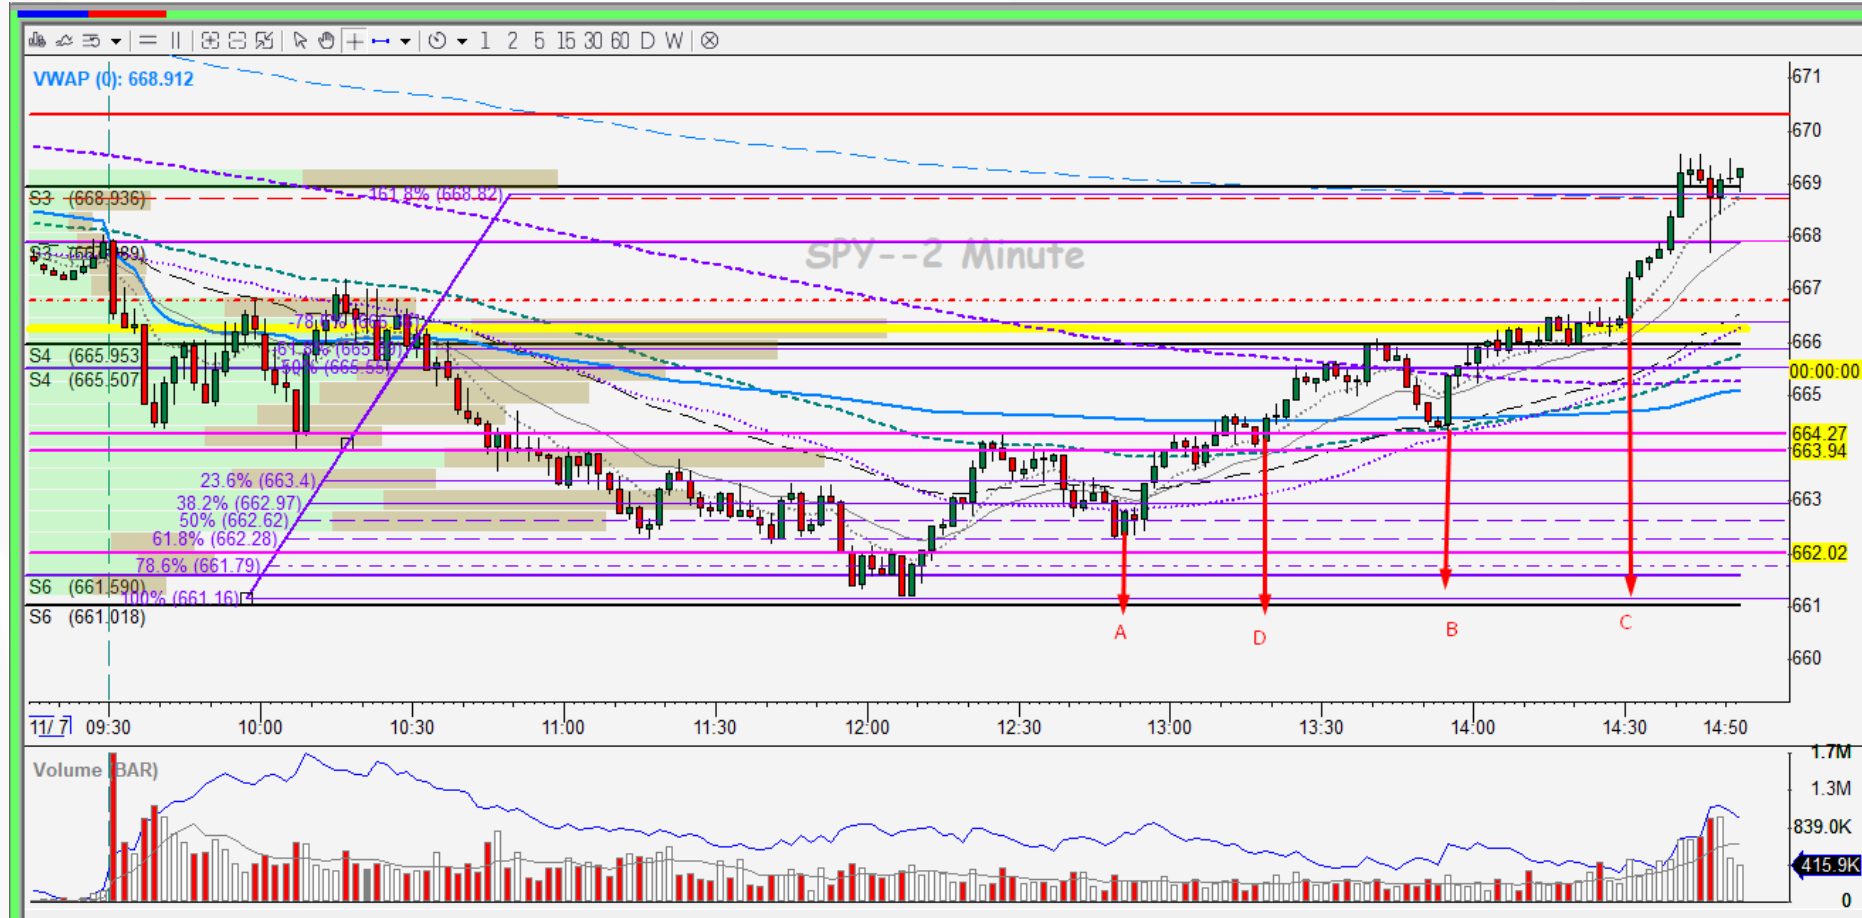 1 2 5 15 30 60 D W
VWAP (0): 668.912
671
670
669
668
667
666
00:00:00
665
664.27
663.94
663
662.02
661
660
SPY--2 Minute
S3 (668.936)
S3
S4 (665.953
S4 (665.507
S6 (661.590)
S6 (661.018)
161.8% (668.82)
50% (665.55)
23.6% (663.4)
38.2% (662.97)
50% (662.62)
61.8% (662.28)
78.6% (661.79)
100% (661.16)
A
D
B
C
11/ 7 09:30 10:00 10:30 11:00 11:30 12:00 12:30 13:00 13:30 14:00 14:30 14:50
Volume (BAR)
1.7M
1.3M
839.0K
415.9K
0